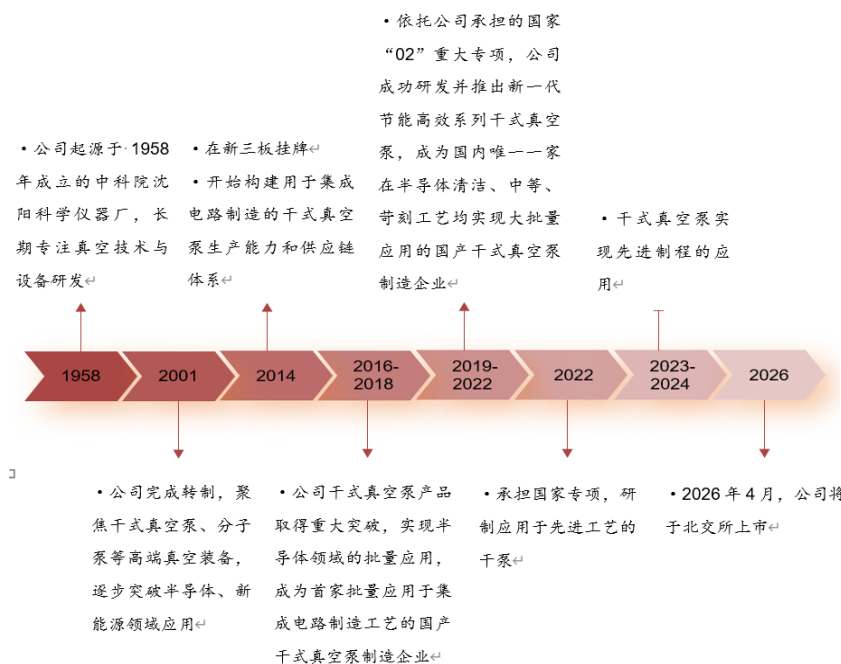 • 依托公司承担的国家
“02”重大专项，公司
成功研发并推出新一代
节能高效系列干式真空
泵，成为国内唯一一家
在半导体清洁、中等、
苛刻工艺均实现大批量
应用的国产干式真空泵
制造企业↵
• 公司起源于 1958
年成立的中科院沈
阳科学仪器厂，长
期专注真空技术与
设备研发↵
• 在新三板挂牌↵
• 开始构建用于集成
电路制造的干式真空
泵生产能力和供应链
体系↵
• 干式真空泵实
现先进制程的应
用↵
1958
2001
2014
2016-
2018
2019-
2022
2022
2023-
2024
2026
• 公司完成转制，聚
焦干式真空泵、分子
泵等高端真空装备，
逐步突破半导体、新
能源领域应用↵
• 公司干式真空泵产品
取得重大突破，实现半
导体领域的批量应用，
成为首家批量应用于集
成电路制造工艺的国产
干式真空泵制造企业↵
• 承担国家专项，研
制应用于先进工艺的
干泵↵
• 2026 年 4 月，公司将
于北交所上市↵